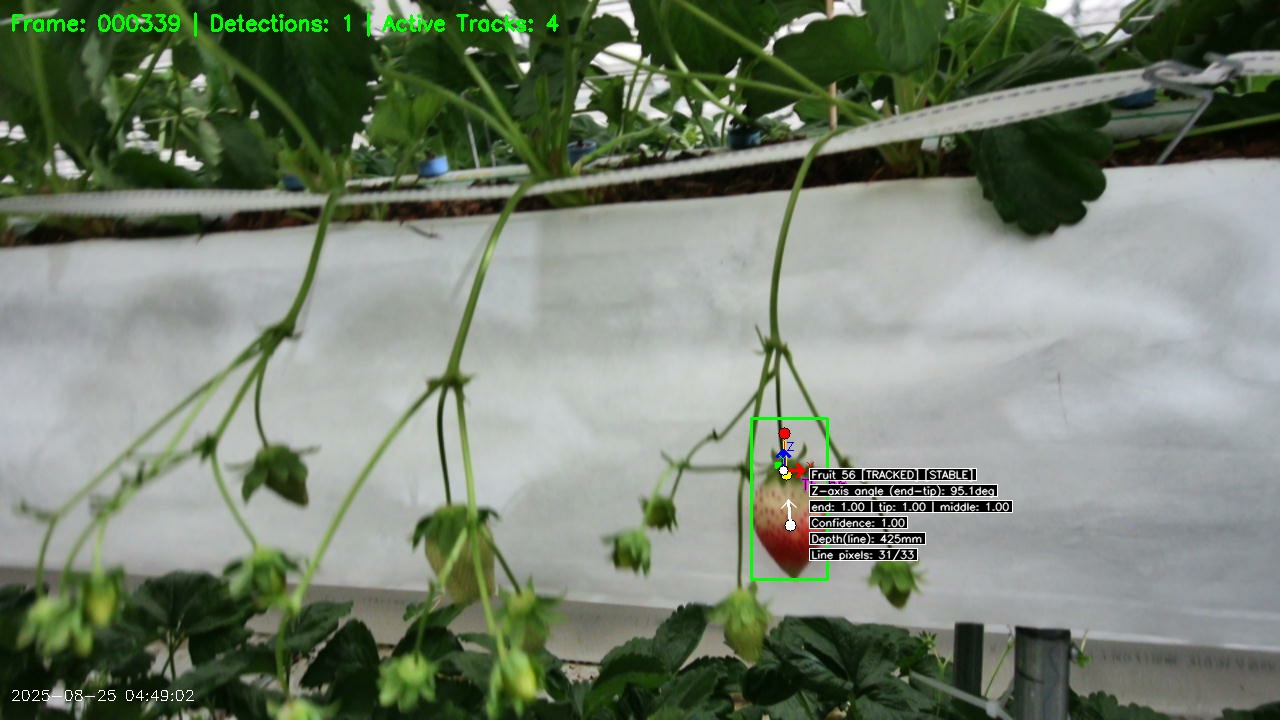 Frame: 000339 | Detections: 1 | Active Tracks: 4
Z
Fruit 56 [TRACKED] [STABLE]
Z-axis angle (end-tip): 95.1deg
end: 1.00 | tip: 1.00 | middle: 1.00
Confidence: 1.00
Depth(line): 425mm
Line pixels: 31/33
2025-08-25 04:49:02